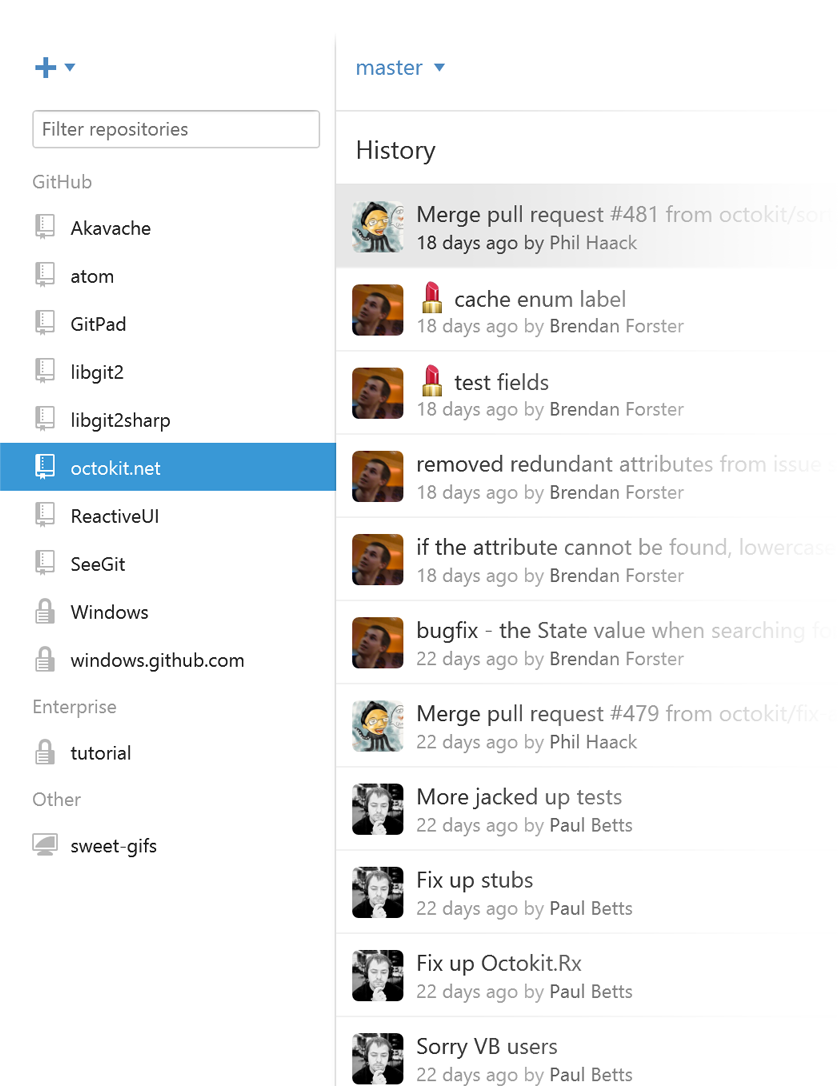 master
Filter repositories
GitHub
Akavache
atom
GitPad
libgit2
libgit2sharp
octokit.net
ReactiveUI
SeeGit
Windows
windows.github.com
Enterprise
tutorial
Other
sweet-gifs
History
Merge pull request #481 from octokit/
18 days ago by Phil Haack
cache enum label
18 days ago by Brendan Forster
test fields
18 days ago by Brendan Forster
removed redundant attributes from issue
18 days ago by Brendan Forster
if the attribute cannot be found, lowercase
18 days ago by Brendan Forster
bugfix - the State value when searching fo
22 days ago by Brendan Forster
Merge pull request #479 from octokit/fix-
22 days ago by Phil Haack
More jacked up tests
22 days ago by Paul Betts
Fix up stubs
22 days ago by Paul Betts
Fix up Octokit.Rx
22 days ago by Paul Betts
Sorry VB users
22 days ago by Paul Betts